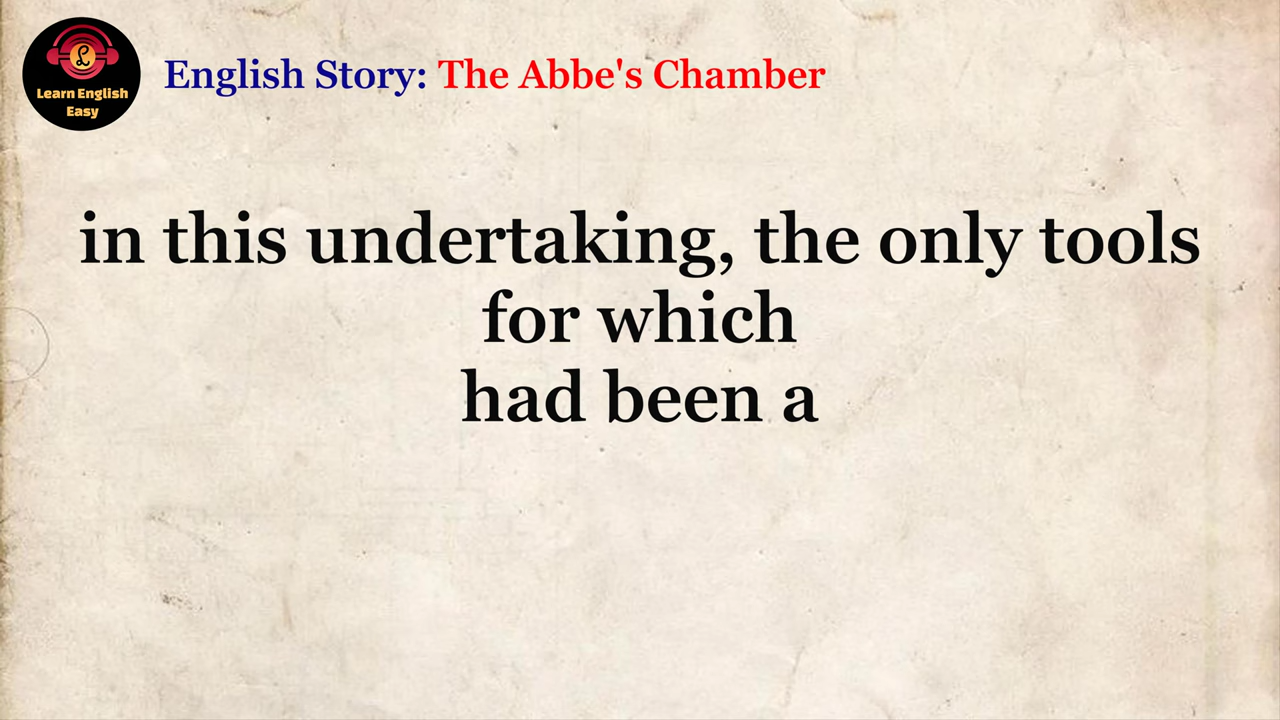 Learn English
Easy
English Story: The Abbe's Chamber
in this undertaking, the only tools
for which
had been a